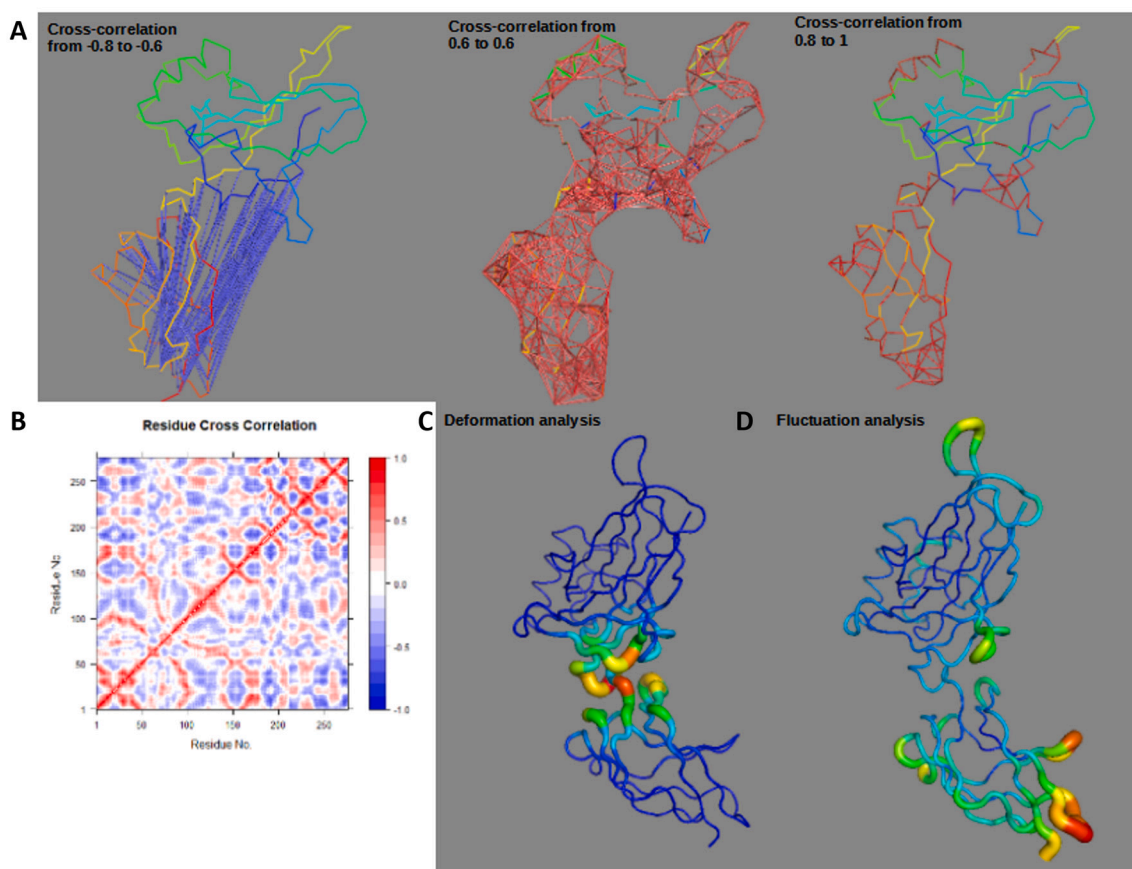 A
Cross-correlation
from -0.8 to -0.6
Cross-correlation from
0.6 to 0.6
Cross-correlation from
0.8 to 1
B
Residue Cross Correlation
Residue No
250
200
150
100
50
1
1 50 100 150 200 250
Residue No.
1.0
0.5
0.0
-0.5
-1.0
C
Deformation analysis
D
Fluctuation analysis